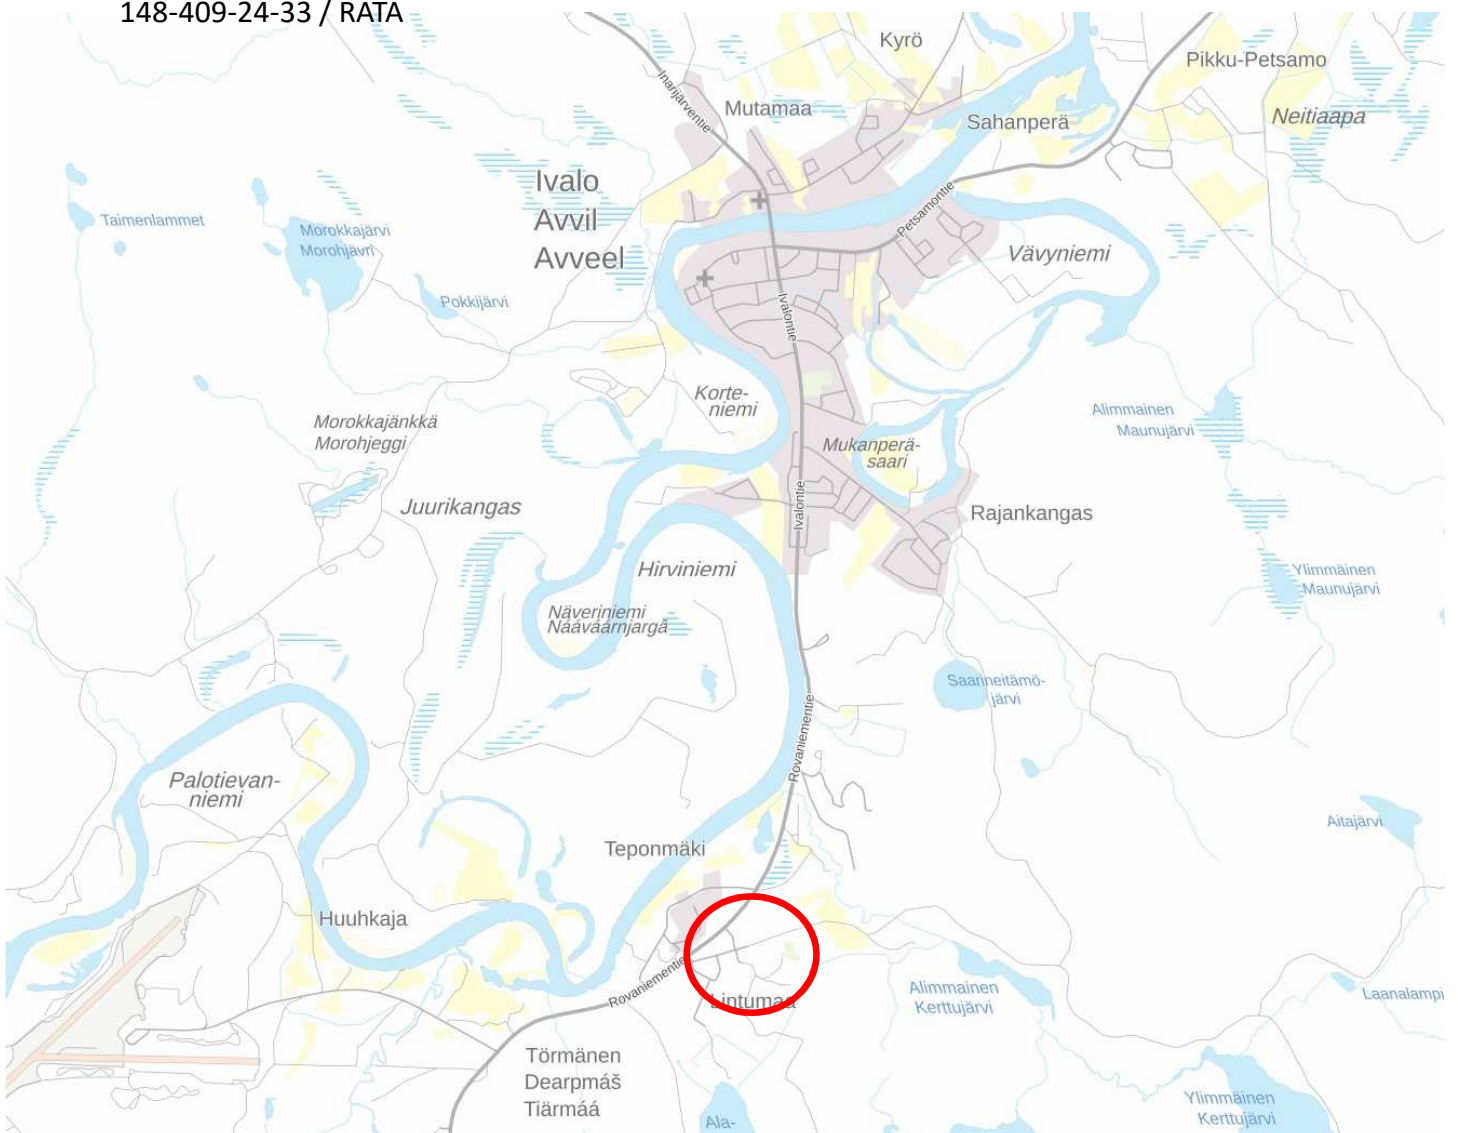 148-409-24-33 / RATA
Kyrö
Pikku-Petsamo
Inarijärventie
Mutamaa
Sahanperä
Neitiaapa
Ivalo
Avvil
Avveel
Taimenlammet
Morokkajärvi
Morohjävri
Petsamontie
Vävyniemi
Pokkijärvi
Ivalontie
Korte-
niemi
Morokkajänkkä
Morohjeggi
Alimmainen
Maunujärvi
Mukanperä-
saari
Juurikangas
Ivalontie
Rajankangas
Hirviniemi
Ylimmäinen
Maunujärvi
Näveriniemi
Nááváárnjargâ
Saarineitämö-
järvi
Rovaniementie
Palotievan-
niemi
Aitajärvi
Teponmäki
Huuhkaja
Rovaniementie
Lintumaa
Alimmainen
Kerttujärvi
Laanalampi
Törmänen
Dearpmáš
Tiärmáá
Ala-
Ylimmäinen
Kerttujärvi